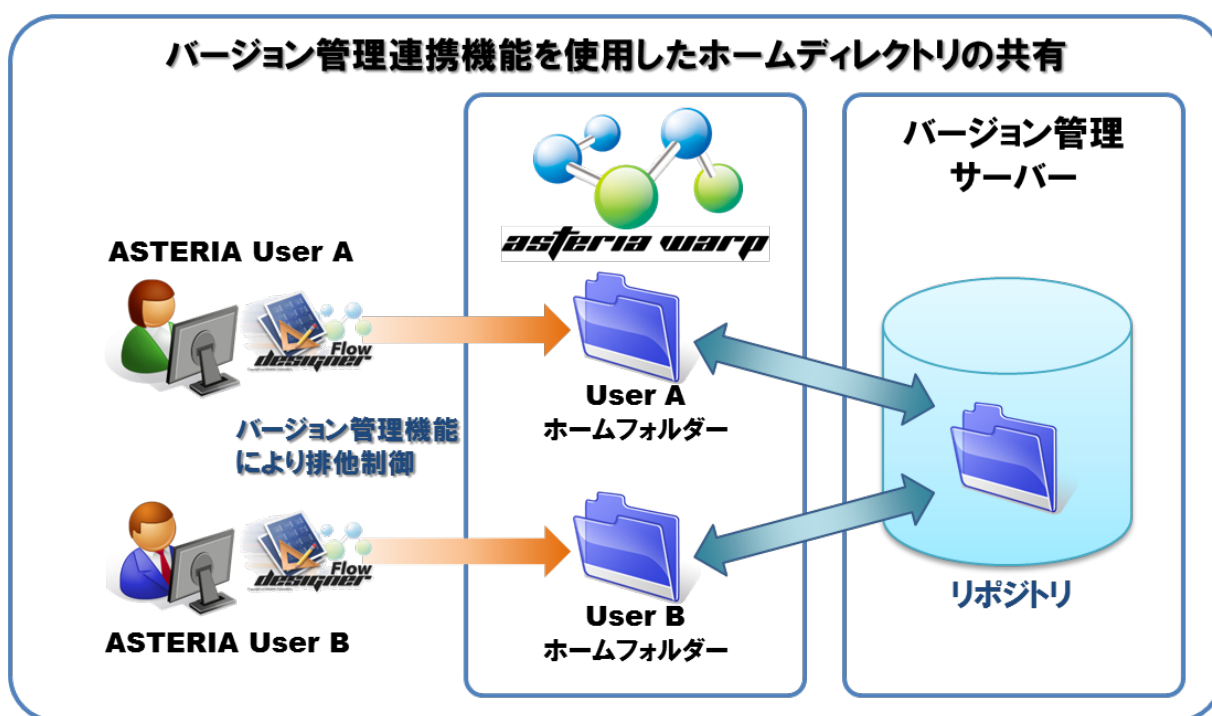 バージョン管理連携機能を使用したホームディレクトリの共有
asteria warp
バージョン管理
サーバー
ASTERIA User A
Flow
designer
User A
ホームフォルダー
バージョン管理機能
により排他制御
Flow
designer
ASTERIA User B
User B
ホームフォルダー
リポジトリ